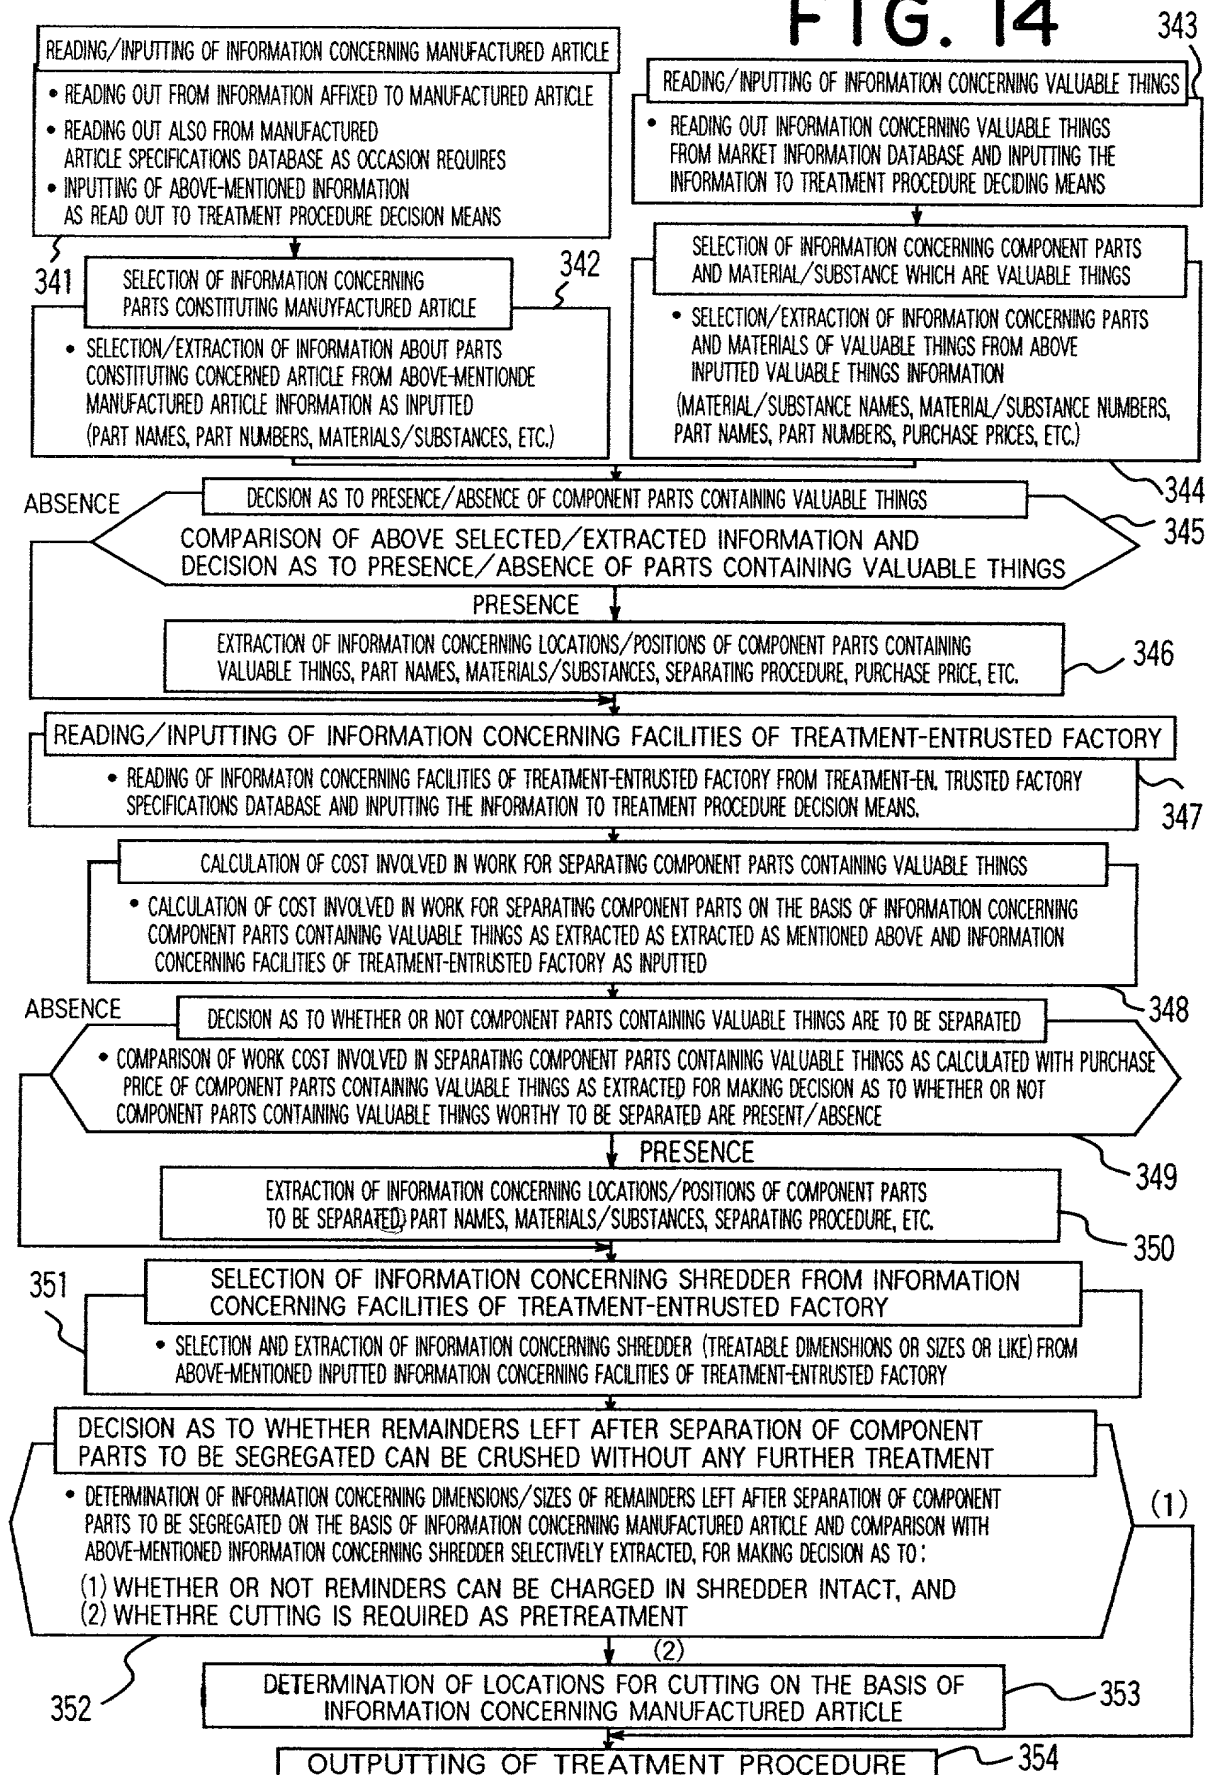 FIG. 14
READING/INPUTTING OF INFORMATION CONCERNING MANUFACTURED ARTICLE
• READING OUT FROM INFORMATION AFFIXED TO MANUFACTURED ARTICLE
• READING OUT ALSO FROM MANUFACTURED
ARTICLE SPECIFICATIONS DATABASE AS OCCASION REQUIRES
• INPUTTING OF ABOVE-MENTIONED INFORMATION
AS READ OUT TO TREATMENT PROCEDURE DECISION MEANS
341
343
READING/INPUTTING OF INFORMATION CONCERNING VALUABLE THINGS
• READING OUT INFORMATION CONCERNING VALUABLE THINGS
FROM MARKET INFORMATION DATABASE AND INPUTTING THE
INFORMATION TO TREATMENT PROCEDURE DECIDING MEANS
342
SELECTION OF INFORMATION CONCERNING
PARTS CONSTITUTING MANUYFACTURED ARTICLE
• SELECTION/EXTRACTION OF INFORMATION ABOUT PARTS
CONSTITUTING CONCERNED ARTICLE FROM ABOVE-MENTIONDE
MANUFACTURED ARTICLE INFORMATION AS INPUTTED
(PART NAMES, PART NUMBERS, MATERIALS/SUBSTANCES, ETC.)
SELECTION OF INFORMATION CONCERNING COMPONENT PARTS
AND MATERIAL/SUBSTANCE WHICH ARE VALUABLE THINGS
• SELECTION/EXTRACTION OF INFORMATION CONCERNING PARTS
AND MATERIALS OF VALUABLE THINGS FROM ABOVE
INPUTTED VALUABLE THINGS INFORMATION
(MATERIAL/SUBSTANCE NAMES, MATERIAL/SUBSTANCE NUMBERS,
PART NAMES, PART NUMBERS, PURCHASE PRICES, ETC.)
344
ABSENCE
DECISION AS TO PRESENCE/ABSENCE OF COMPONENT PARTS CONTAINING VALUABLE THINGS
345
COMPARISON OF ABOVE SELECTED/EXTRACTED INFORMATION AND
DECISION AS TO PRESENCE/ABSENCE OF PARTS CONTAINING VALUABLE THINGS
PRESENCE
EXTRACTION OF INFORMATION CONCERNING LOCATIONS/POSITIONS OF COMPONENT PARTS CONTAINING
VALUABLE THINGS, PART NAMES, MATERIALS/SUBSTANCES, SEPARATING PROCEDURE, PURCHASE PRICE, ETC.
346
READING/INPUTTING OF INFORMATION CONCERNING FACILITIES OF TREATMENT-ENTRUSTED FACTORY
• READING OF INFORMATON CONCERNING FACILITIES OF TREATMENT-ENTRUSTED FACTORY FROM TREATMENT-EN. TRUSTED FACTORY
SPECIFICATIONS DATABASE AND INPUTTING THE INFORMATION TO TREATMENT PROCEDURE DECISION MEANS.
347
CALCULATION OF COST INVOLVED IN WORK FOR SEPARATING COMPONENT PARTS CONTAINING VALUABLE THINGS
• CALCULATION OF COST INVOLVED IN WORK FOR SEPARATING COMPONENT PARTS ON THE BASIS OF INFORMATION CONCERNING
COMPONENT PARTS CONTAINING VALUABLE THINGS AS EXTRACTED AS EXTRACTED AS MENTIONED ABOVE AND INFORMATION
CONCERNING FACILITIES OF TREATMENT-ENTRUSTED FACTORY AS INPUTTED
348
ABSENCE
DECISION AS TO WHETHER OR NOT COMPONENT PARTS CONTAINING VALUABLE THINGS ARE TO BE SEPARATED
• COMPARISON OF WORK COST INVOLVED IN SEPARATING COMPONENT PARTS CONTAINING VALUABLE THINGS AS CALCULATED WITH PURCHASE
PRICE OF COMPONENT PARTS CONTAINING VALUABLE THINGS AS EXTRACTED FOR MAKING DECISION AS TO WHETHER OR NOT
COMPONENT PARTS CONTAINING VALUABLE THINGS WORTHY TO BE SEPARATED ARE PRESENT/ABSENCE
349
PRESENCE
EXTRACTION OF INFORMATION CONCERNING LOCATIONS/POSITIONS OF COMPONENT PARTS
TO BE SEPARATED, PART NAMES, MATERIALS/SUBSTANCES, SEPARATING PROCEDURE, ETC.
350
351
SELECTION OF INFORMATION CONCERNING SHREDDER FROM INFORMATION
CONCERNING FACILITIES OF TREATMENT-ENTRUSTED FACTORY
• SELECTION AND EXTRACTION OF INFORMATION CONCERNING SHREDDER (TREATABLE DIMENSHIONS OR SIZES OR LIKE) FROM
ABOVE-MENTIONED INPUTTED INFORMATION CONCERNING FACILITIES OF TREATMENT-ENTRUSTED FACTORY
DECISION AS TO WHETHER REMAINDERS LEFT AFTER SEPARATION OF COMPONENT
PARTS TO BE SEGREGATED CAN BE CRUSHED WITHOUT ANY FURTHER TREATMENT
• DETERMINATION OF INFORMATION CONCERNING DIMENSIONS/SIZES OF REMAINDERS LEFT AFTER SEPARATION OF COMPONENT
PARTS TO BE SEGREGATED ON THE BASIS OF INFORMATION CONCERNING MANUFACTURED ARTICLE AND COMPARISON WITH
ABOVE-MENTIONED INFORMATION CONCERNING SHREDDER SELECTIVELY EXTRACTED, FOR MAKING DECISION AS TO :
(1) WHETHER OR NOT REMINDERS CAN BE CHARGED IN SHREDDER INTACT, AND
(2) WHETHRE CUTTING IS REQUIRED AS PRETREATMENT
(1)
352
(2)
DETERMINATION OF LOCATIONS FOR CUTTING ON THE BASIS OF
INFORMATION CONCERNING MANUFACTURED ARTICLE
353
OUTPUTTING OF TREATMENT PROCEDURE
354